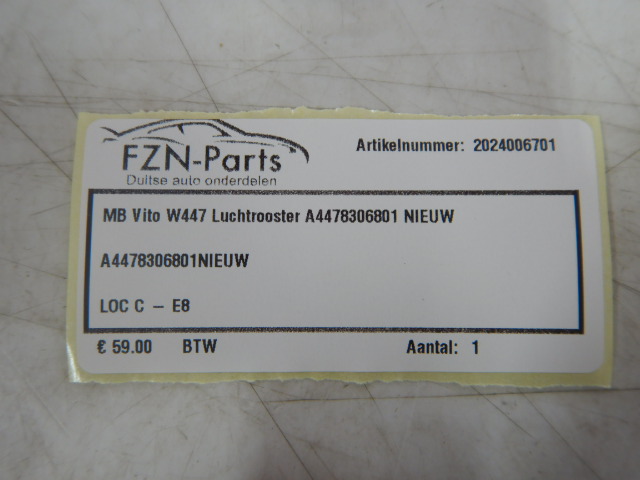 FZN-Parts
Duitse auto onderdelen
Artikelnummer: 2024006701
MB Vito W447 Luchtrooster A4478306801 NIEUW
A4478306801NIEUW
LOC C – E8
€ 59.00 BTW Aantal: 1